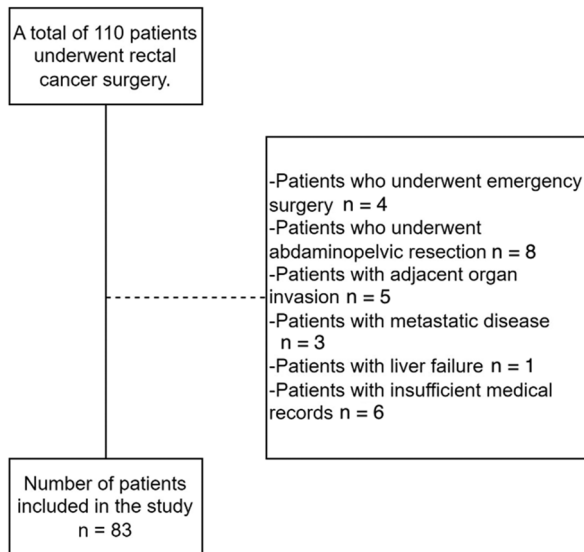 A total of 110 patients
underwent rectal
cancer surgery.
-Patients who underwent emergency
surgery n = 4
-Patients who underwent
abdaminopelvic resection n = 8
-Patients with adjacent organ
invasion n = 5
-Patients with metastatic disease
n = 3
-Patients with liver failure n = 1
-Patients with insufficient medical
records n = 6
Number of patients
included in the study
n = 83